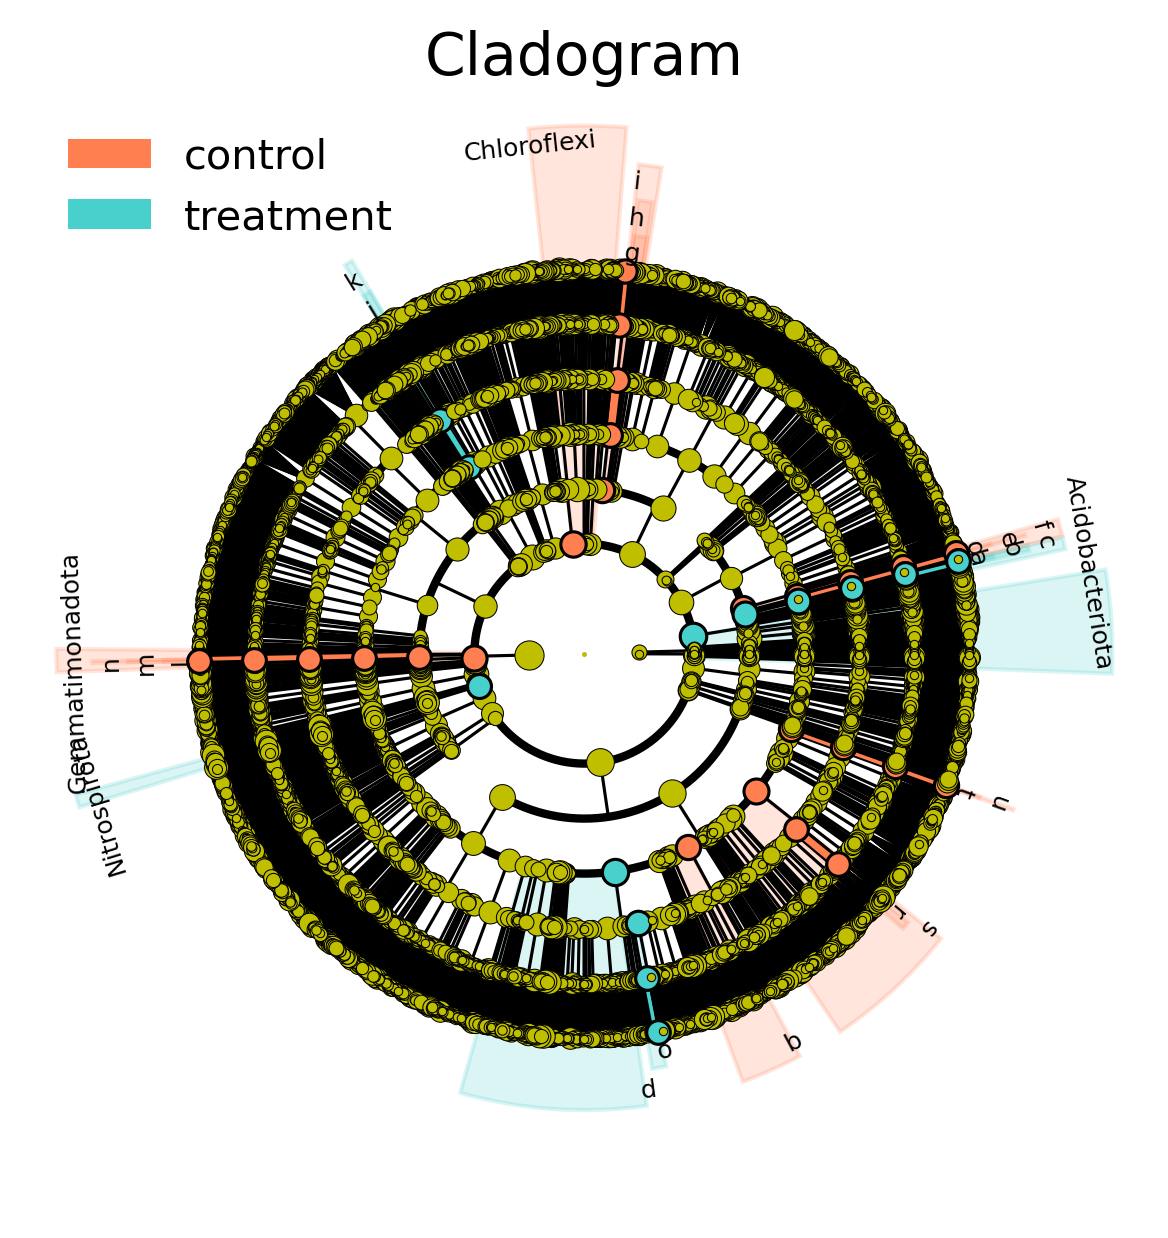 Cladogram
control
treatment
Chloroflexi
i
h
g
k
j
Acidobacteriota
f
c
e
b
d
a
Gemmatimonadota
n
m
l
Nitrospirota
u
t
s
r
q
p
o